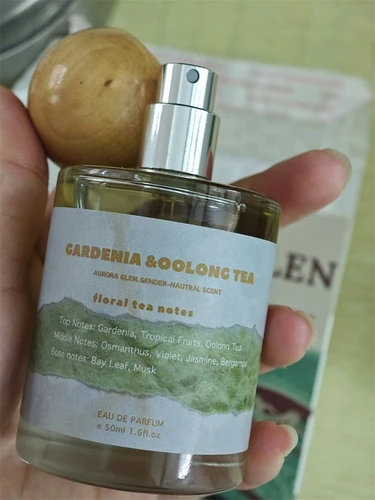 GARDENIA &OOLONG TEA
AURORA GLEN,GENDER-NAUTRAL SCENT
floral tea notes
Top Notes: Gardenia, Tropical Fruits, Oolong Tea
Middle Notes: Osmanthus, Violet, Jasmine, Bergamot
Base notes: Bay Leaf, Musk
EAU DE PARFUM
e 50ml 1.6fl.oz
LEN